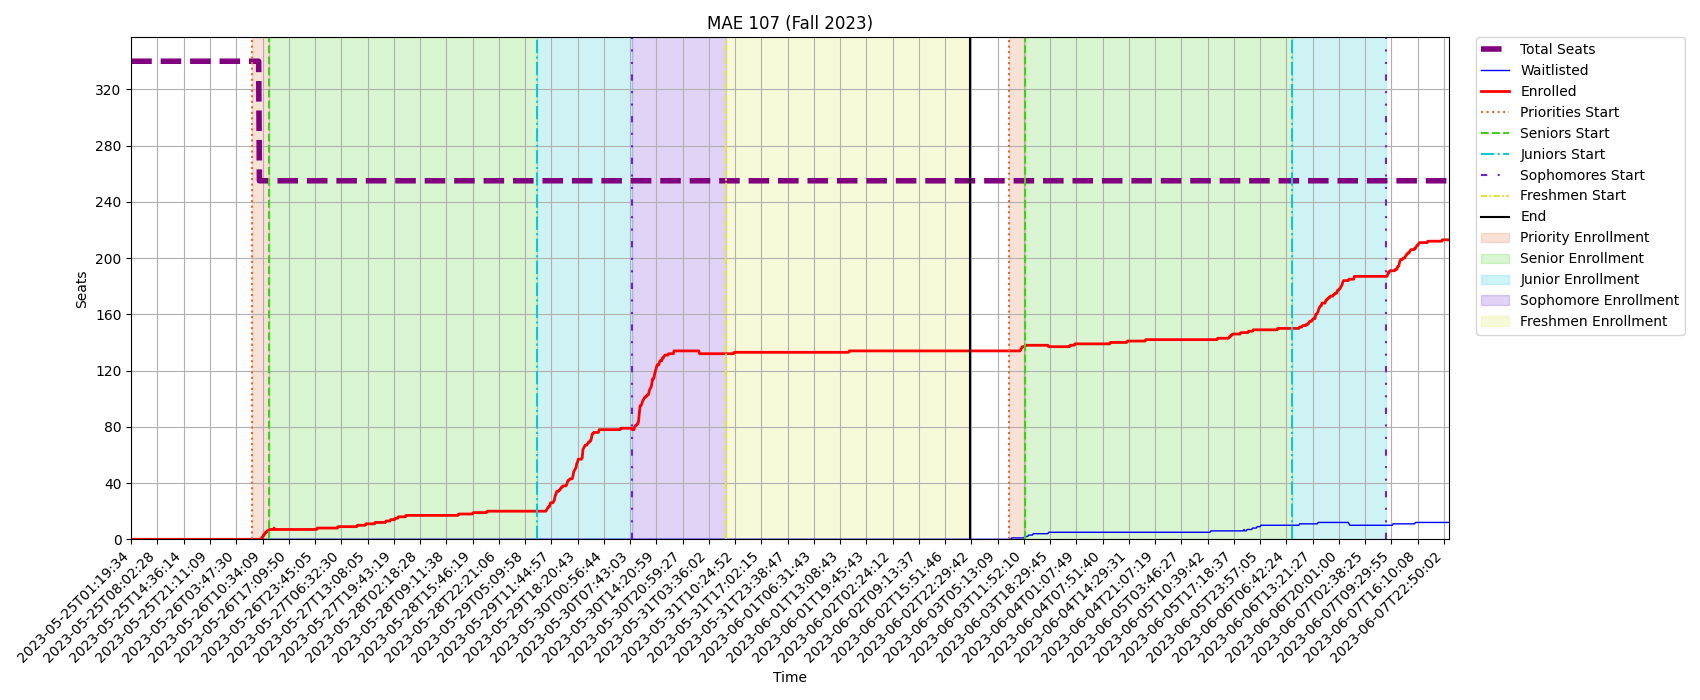 MAE 107 (Fall 2023)
Seats
320
280
240
200
160
120
80
40
0
2023-05-25T01:19:34
2023-05-25T08:02:28
2023-05-25T14:36:14
2023-05-25T21:11:09
2023-05-26T03:47:30
2023-05-26T10:34:09
2023-05-26T17:09:50
2023-05-26T23:45:05
2023-05-27T06:32:30
2023-05-27T13:08:05
2023-05-27T19:43:19
2023-05-28T02:18:28
2023-05-28T09:11:38
2023-05-28T15:46:19
2023-05-28T22:21:06
2023-05-29T05:09:58
2023-05-29T11:44:57
2023-05-29T18:20:43
2023-05-30T00:56:44
2023-05-30T07:43:03
2023-05-30T14:20:59
2023-05-30T20:59:27
2023-05-31T03:36:02
2023-05-31T10:24:52
2023-05-31T17:02:15
2023-05-31T23:38:47
2023-06-01T06:31:43
2023-06-01T13:08:43
2023-06-01T19:45:43
2023-06-02T02:24:12
2023-06-02T09:13:37
2023-06-02T15:51:46
2023-06-02T22:29:42
2023-06-03T05:13:09
2023-06-03T11:52:10
2023-06-03T18:29:45
2023-06-04T01:07:49
2023-06-04T07:51:40
2023-06-04T14:29:31
2023-06-04T21:07:19
2023-06-05T03:46:27
2023-06-05T10:39:42
2023-06-05T17:18:37
2023-06-05T23:57:05
2023-06-06T06:42:24
2023-06-06T13:21:27
2023-06-06T20:01:00
2023-06-07T02:38:25
2023-06-07T09:29:55
2023-06-07T16:10:08
2023-06-07T22:50:02
Time
Total Seats
Waitlisted
Enrolled
Priorities Start
Seniors Start
Juniors Start
Sophomores Start
Freshmen Start
End
Priority Enrollment
Senior Enrollment
Junior Enrollment
Sophomore Enrollment
Freshmen Enrollment